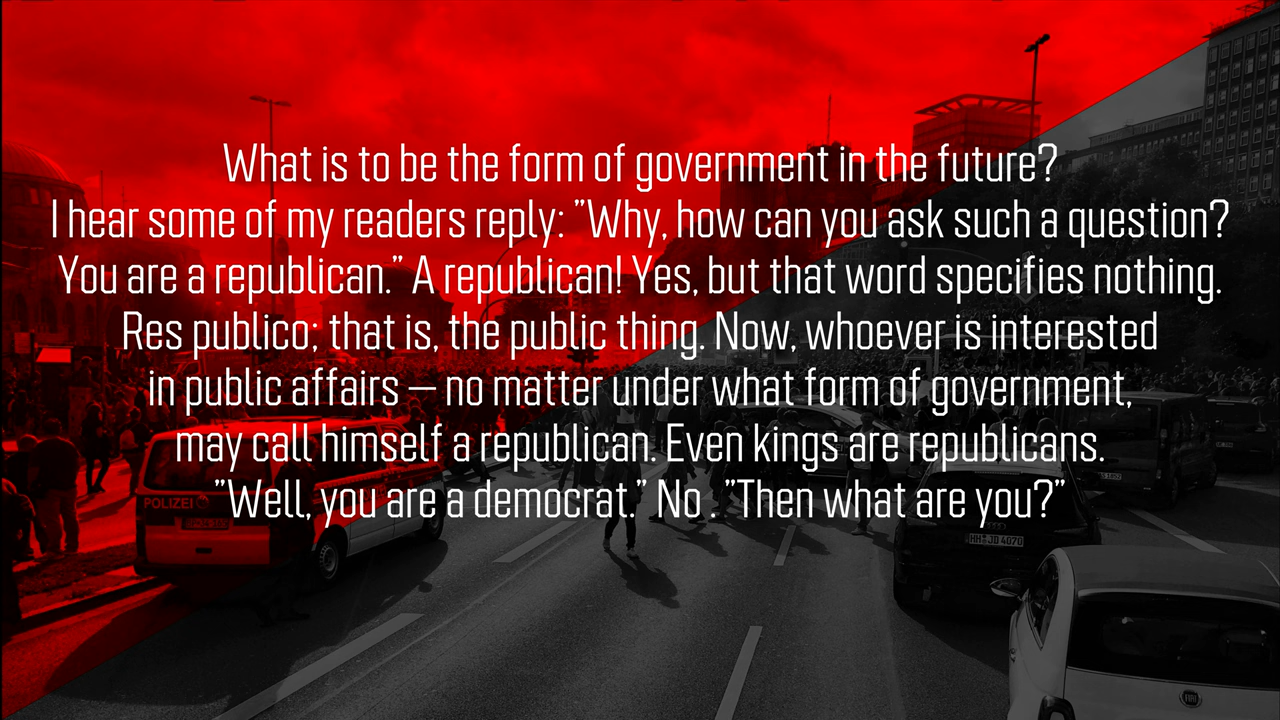 What is to be the form of government in the future?
I hear some of my readers reply: "Why, how can you ask such a question?
You are a republican." A republican! Yes, but that word specifies nothing.
Res publico; that is, the public thing. Now, whoever is interested
in public affairs — no matter under what form of government,
may call himself a republican. Even kings are republicans.
"Well, you are a democrat." No . "Then what are you?"
POLIZEI
HH JD 4070